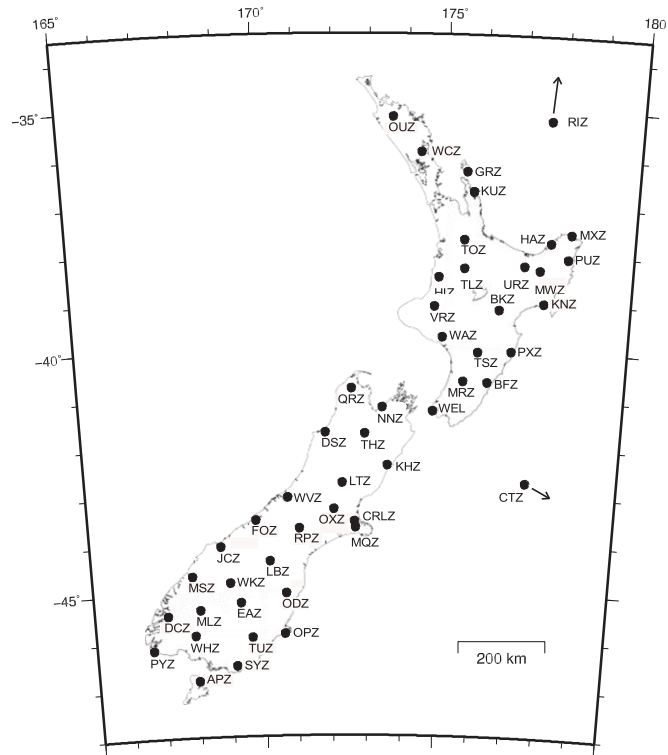 165° 170° 175° 180
-35°
RIZ
OUZ
WCZ
GRZ
KUZ
TOZ
HAZ
MXZ
PUZ
TLZ
URZ
MWZ
HIZ
BKZ
KNZ
VRZ
WAZ
-40°
TSZ
PXZ
MRZ
BFZ
QRZ
NNZ
WEL
DSZ
THZ
KHZ
LTZ
CTZ
WVZ
OXZ
CRLZ
FOZ
RPZ
MQZ
JCZ
LBZ
MSZ
WKZ
ODZ
-45°
EAZ
MLZ
DCZ
OPZ
WHZ
TUZ
PYZ
SYZ
200 km
APZ